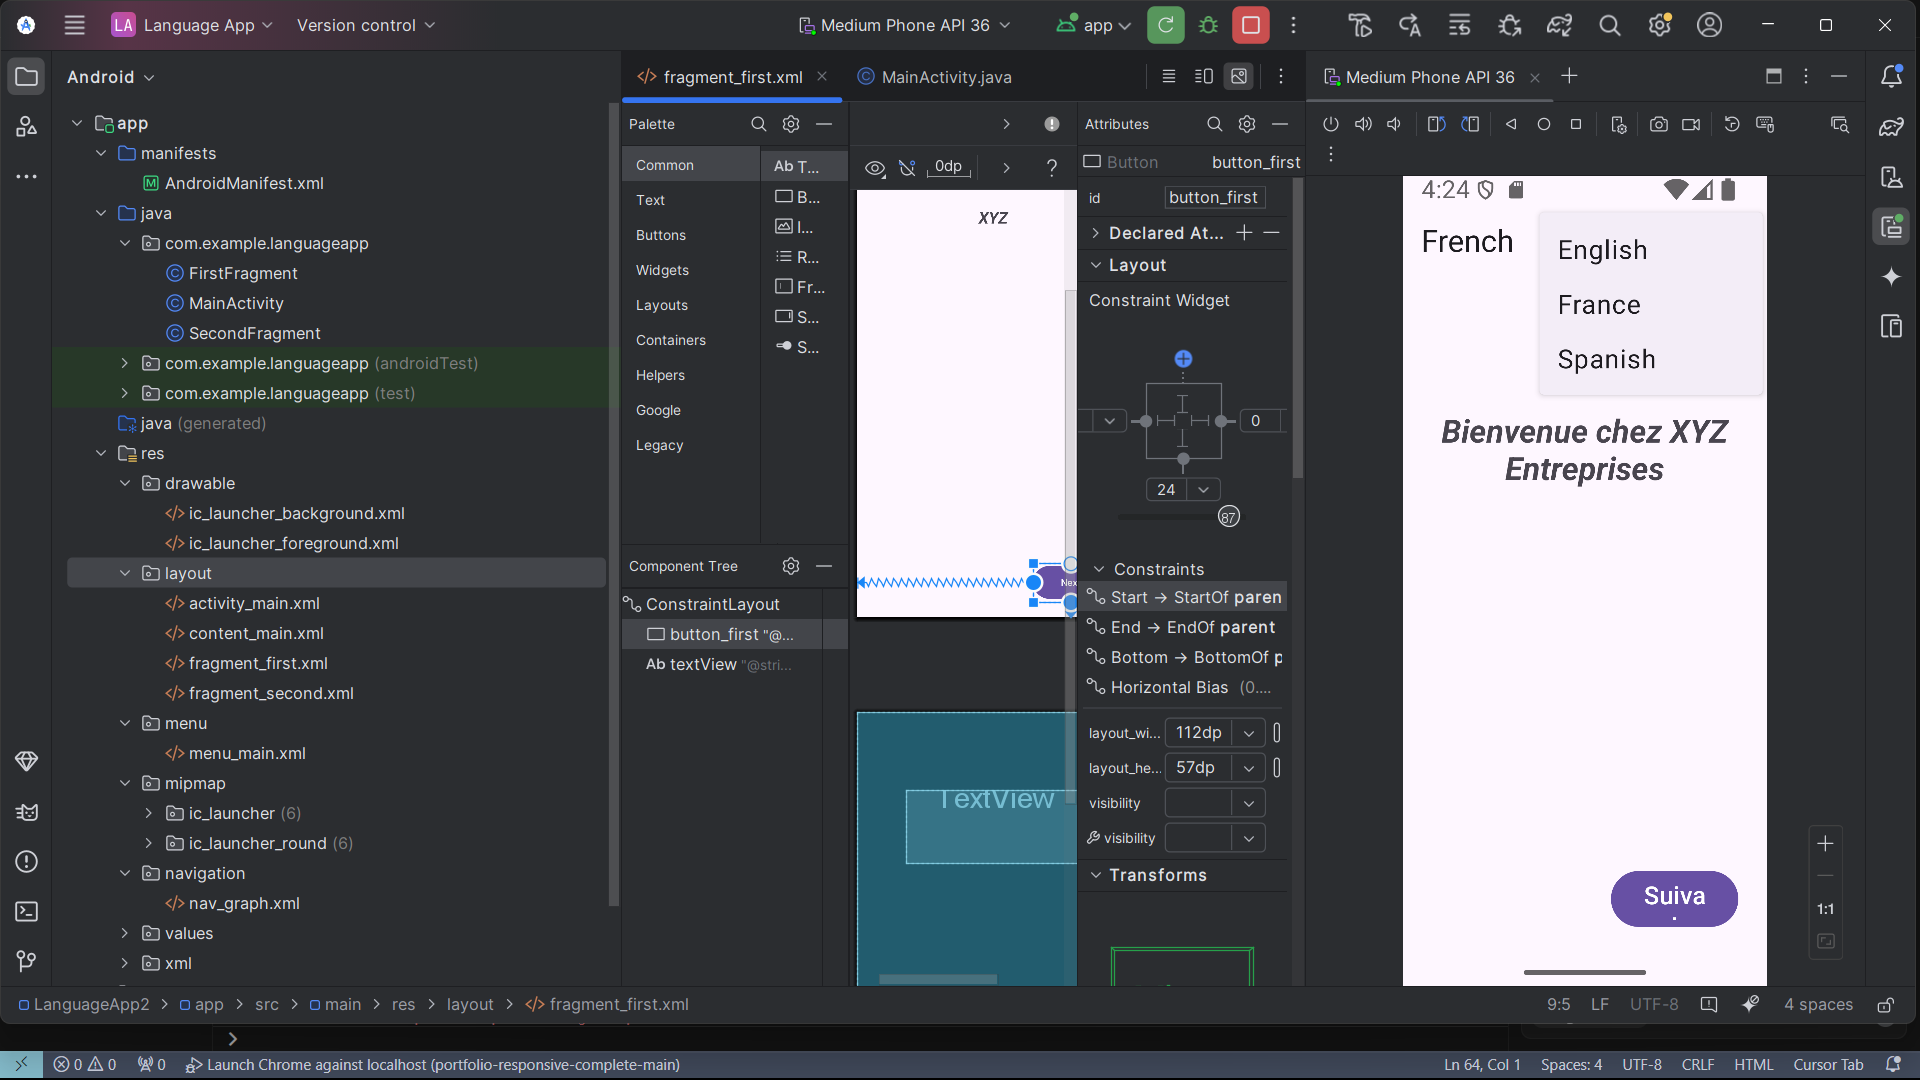 LA Language App
Version control
Medium Phone API 36
app
Android
app
manifests
AndroidManifest.xml
java
com.example.languageapp
FirstFragment
MainActivity
SecondFragment
com.example.languageapp (androidTest)
com.example.languageapp (test)
java (generated)
res
drawable
ic_launcher_background.xml
ic_launcher_foreground.xml
layout
activity_main.xml
content_main.xml
fragment_first.xml
fragment_second.xml
menu
menu_main.xml
mipmap
ic_launcher (6)
ic_launcher_round (6)
navigation
nav_graph.xml
values
xml
fragment_first.xml
MainActivity.java
Palette
Common
Text
Buttons
Widgets
Layouts
Containers
Helpers
Google
Legacy
Ab T...
B...
I...
R...
Fr...
S...
S...
Component Tree
ConstraintLayout
button_first "@...
Ab textView "@stri...
0dp
?
XYZ
Nex
TextView
Attributes
Button
button_first
id
button_first
Declared At...
Layout
Constraint Widget
0
24
87
Constraints
Start → StartOf paren
End → EndOf parent
Bottom → BottomOf p
Horizontal Bias (0....
layout_wi... 112dp
layout_he... 57dp
visibility
visibility
Transforms
Medium Phone API 36
4:24
French
English
France
Spanish
Bienvenue chez XYZ
Entreprises
Suiva
1:1
LanguageApp2 > app > src > main > res > layout > fragment_first.xml
9:5
LF
UTF-8
4 spaces
0
0
0
Launch Chrome against localhost (portfolio-responsive-complete-main)
Ln 64, Col 1
Spaces: 4
UTF-8
CRLF
HTML
Cursor Tab